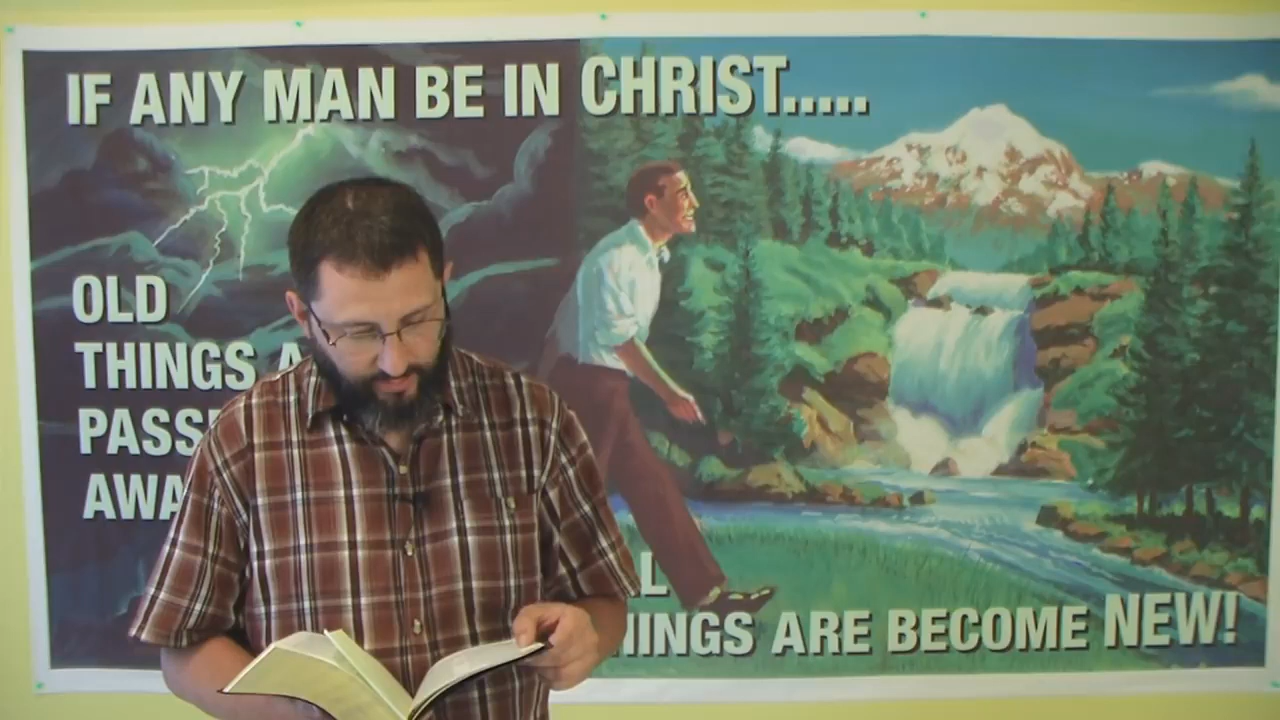 IF ANY MAN BE IN CHRIST.....
OLD
THINGS A
PASS
AWA
L
HINGS ARE BECOME NEW!